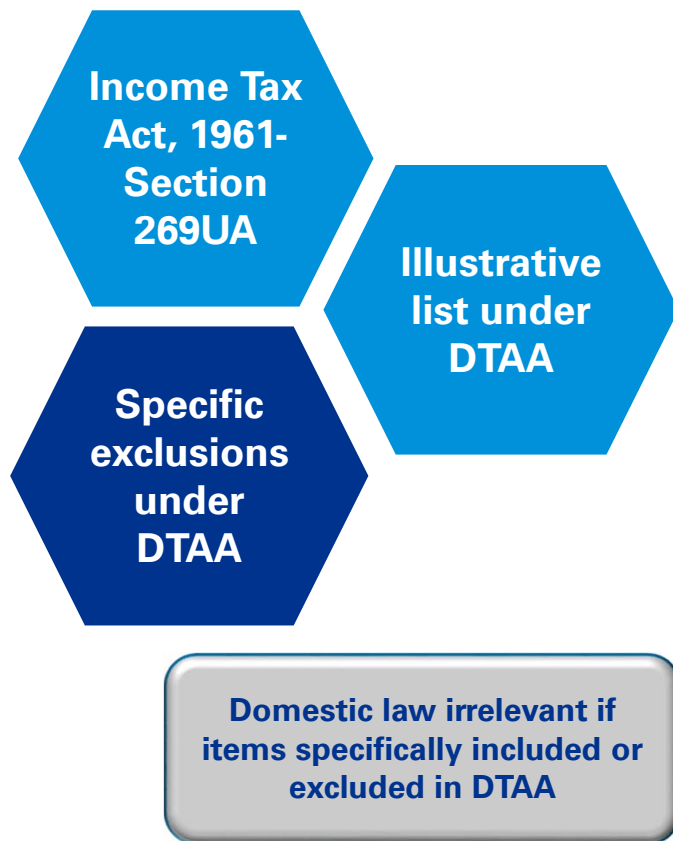 Income Tax
Act, 1961-
Section
269UA
Illustrative
list under
DTAA
Specific
exclusions
under
DTAA
Domestic law irrelevant if
items specifically included or
excluded in DTAA